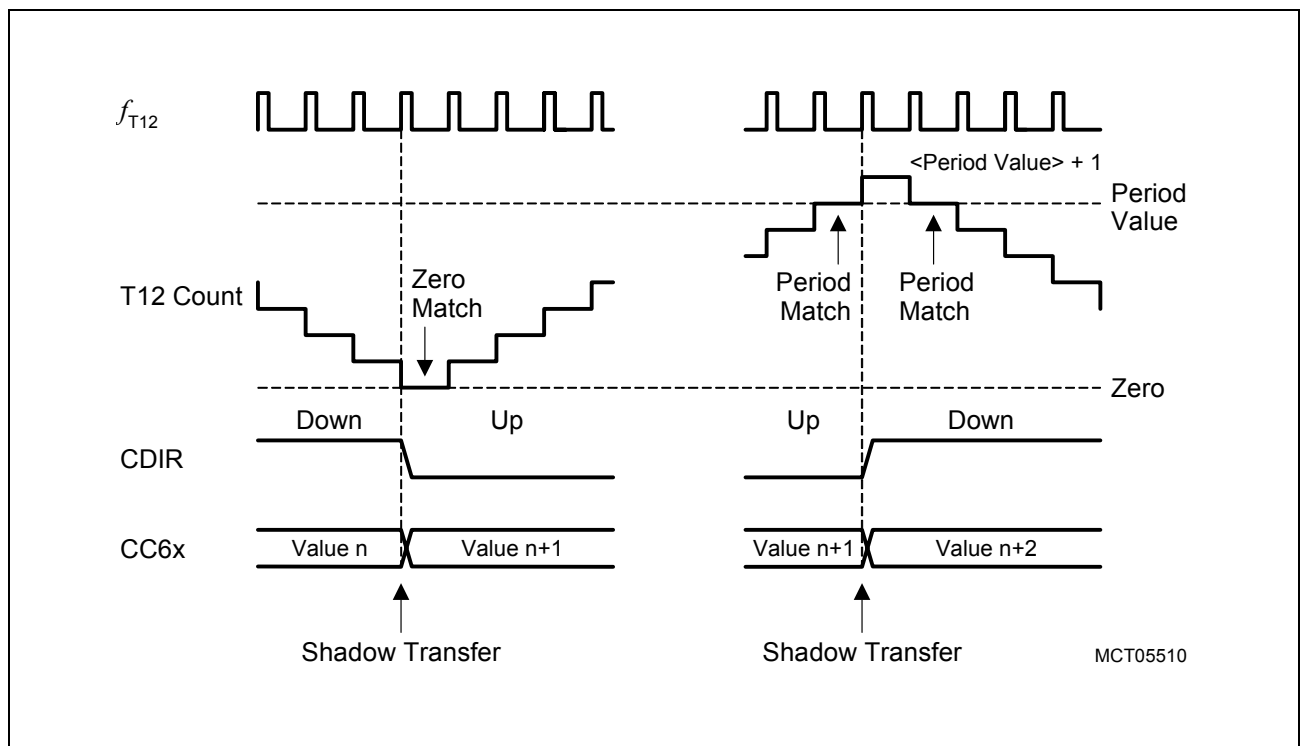 fT12
<Period Value> + 1
Period
Value
T12 Count
Zero
Match
Period
Match
Period
Match
Zero
Down
Up
Up
Down
CDIR
CC6x
Value n
Value n+1
Value n+1
Value n+2
Shadow Transfer
Shadow Transfer
MCT05510